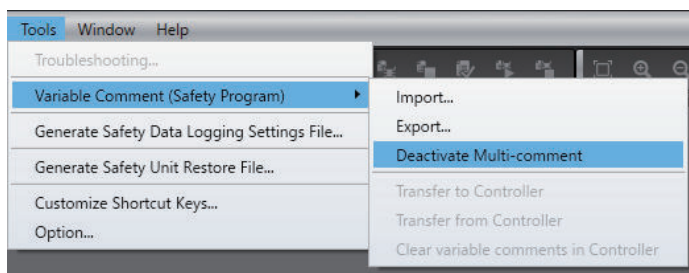 Tools Window Help
Troubleshooting...
Variable Comment (Safety Program)
Generate Safety Data Logging Settings File...
Generate Safety Unit Restore File...
Customize Shortcut Keys...
Option...
Import...
Export...
Deactivate Multi-comment
Transfer to Controller
Transfer from Controller
Clear variable comments in Controller